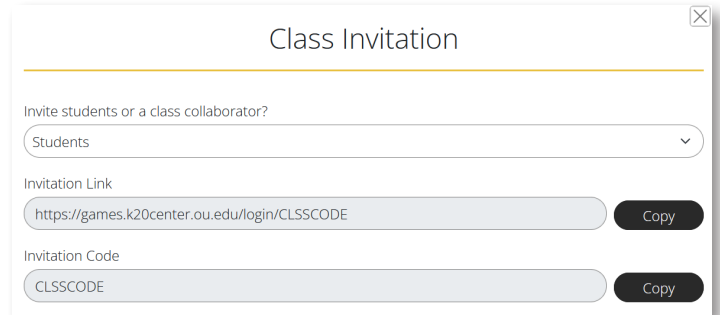 Class Invitation
Invite students or a class collaborator?
Students
Invitation Link
https://games.k20center.ou.edu/login/CLSSCODE
Copy
Invitation Code
CLSSCODE
Copy